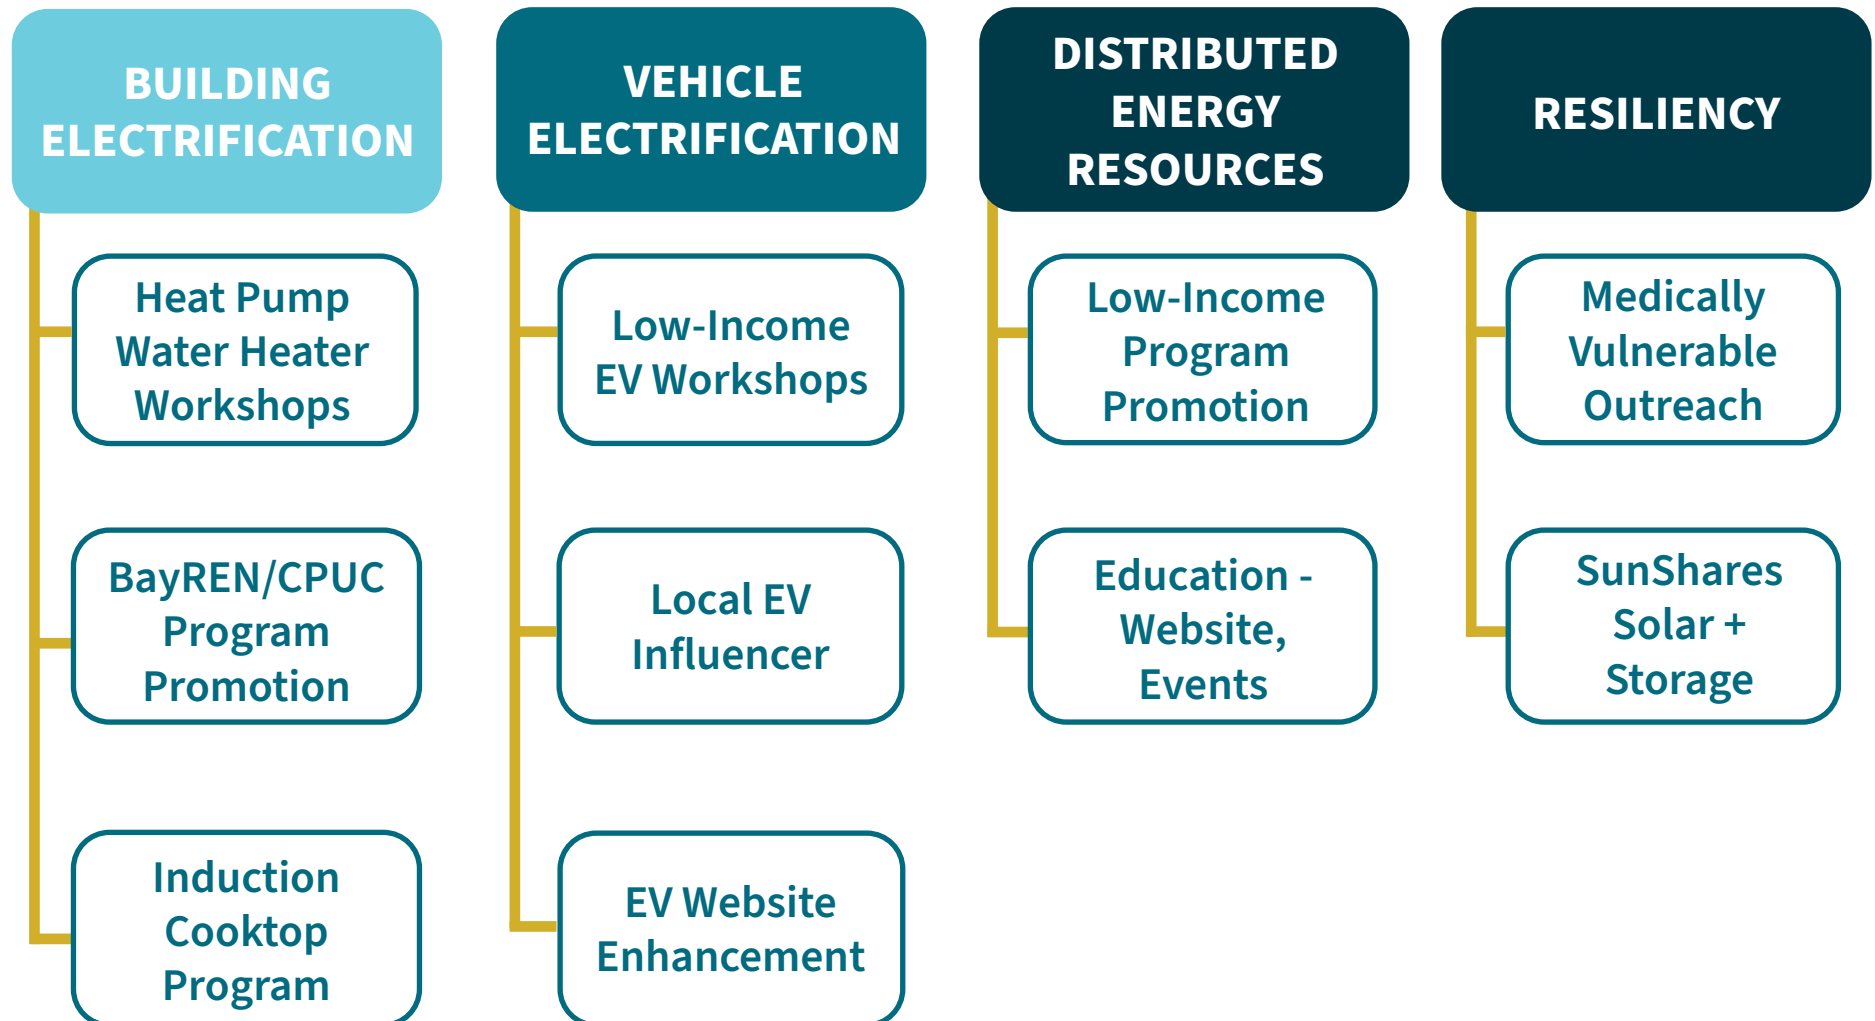 BUILDING
ELECTRIFICATION
Heat Pump
Water Heater
Workshops
BayREN/CPUC
Program
Promotion
Induction
Cooktop
Program
VEHICLE
ELECTRIFICATION
Low-Income
EV Workshops
Local EV
Influencer
EV Website
Enhancement
DISTRIBUTED
ENERGY
RESOURCES
Low-Income
Program
Promotion
Education -
Website,
Events
RESILIENCY
Medically
Vulnerable
Outreach
SunShares
Solar +
Storage